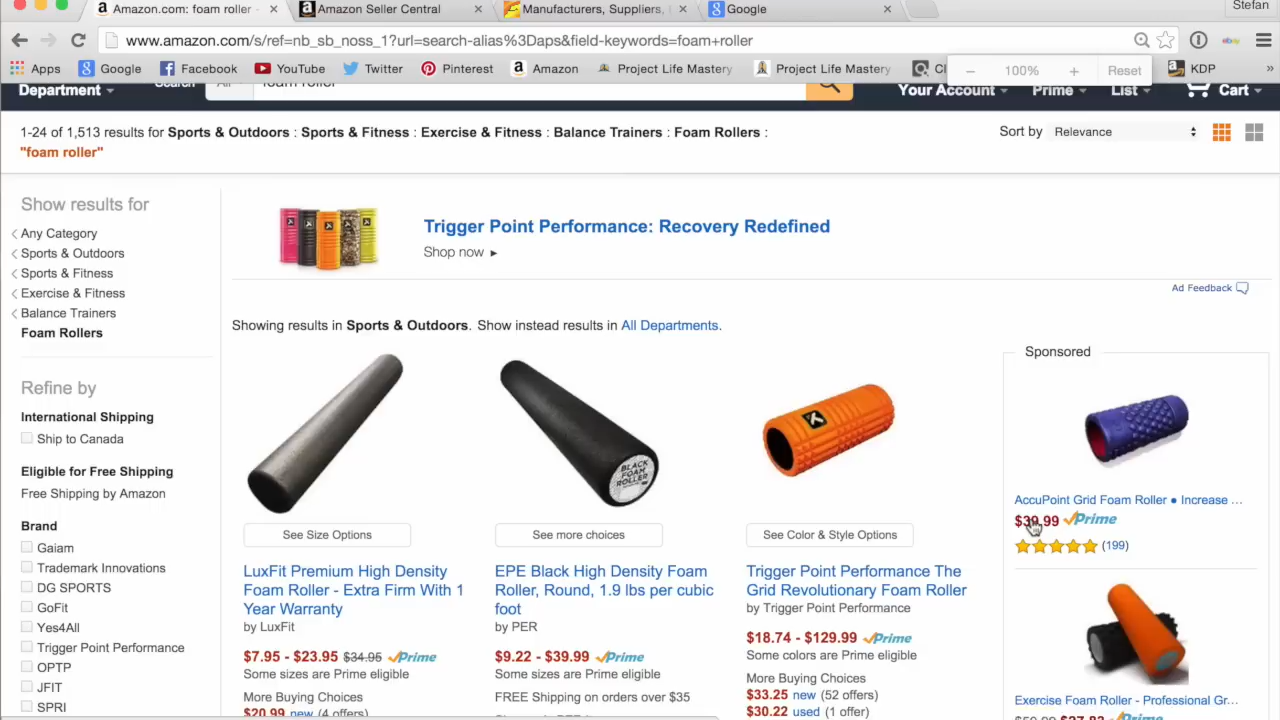 Amazon.com: foam roller
Amazon Seller Central
Manufacturers, Suppliers,
Google
Stefan
www.amazon.com/s/ref=nb_sb_noss_1?url=search-alias%3Daps&field-keywords=foam+roller
Apps
Google
Facebook
YouTube
Twitter
Pinterest
Amazon
Project Life Mastery
Project Life Mastery
100%
Reset
KDP
Department
Search
foam roller
Your Account
Prime
List
Cart
1-24 of 1,513 results for Sports & Outdoors : Sports & Fitness : Exercise & Fitness : Balance Trainers : Foam Rollers :
"foam roller"
Sort by Relevance
Show results for
Any Category
Sports & Outdoors
Sports & Fitness
Exercise & Fitness
Balance Trainers
Foam Rollers
Refine by
International Shipping
Ship to Canada
Eligible for Free Shipping
Free Shipping by Amazon
Brand
Gaiam
Trademark Innovations
DG SPORTS
GoFit
Yes4All
Trigger Point Performance
OPTP
JFIT
SPRI
Trigger Point Performance: Recovery Redefined
Shop now ▸
Ad Feedback
Showing results in Sports & Outdoors. Show instead results in All Departments.
See Size Options
LuxFit Premium High Density
Foam Roller - Extra Firm With 1
Year Warranty
by LuxFit
$7.95 - $23.95 $34.95 Prime
Some sizes are Prime eligible
More Buying Choices
$20.99 new (4 offers)
BLACK
FOAM
ROLLER
See more choices
EPE Black High Density Foam
Roller, Round, 1.9 lbs per cubic
foot
by PER
$9.22 - $39.99 Prime
Some sizes are Prime eligible
FREE Shipping on orders over $35
See Color & Style Options
Trigger Point Performance The
Grid Revolutionary Foam Roller
by Trigger Point Performance
$18.74 - $129.99 Prime
Some colors are Prime eligible
More Buying Choices
$33.25 new (52 offers)
$30.22 used (1 offer)
Sponsored
AccuPoint Grid Foam Roller ● Increase ...
$39.99 Prime
(199)
Exercise Foam Roller - Professional Gr...